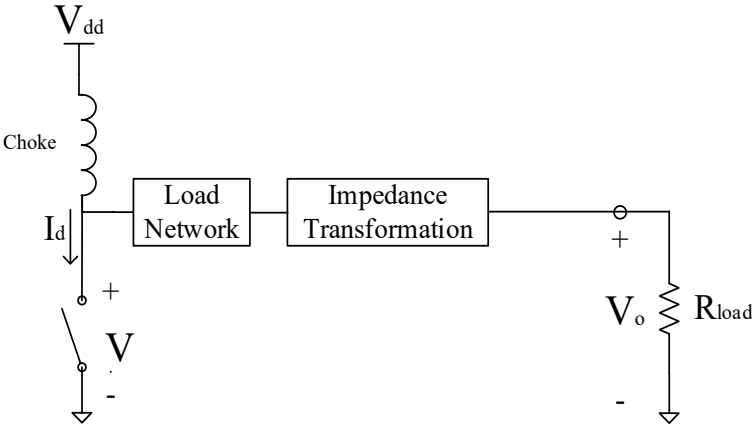 Vdd
Choke
Load
Network
Impedance
Transformation
Id
+
V
-
+
Vo
-
Rload